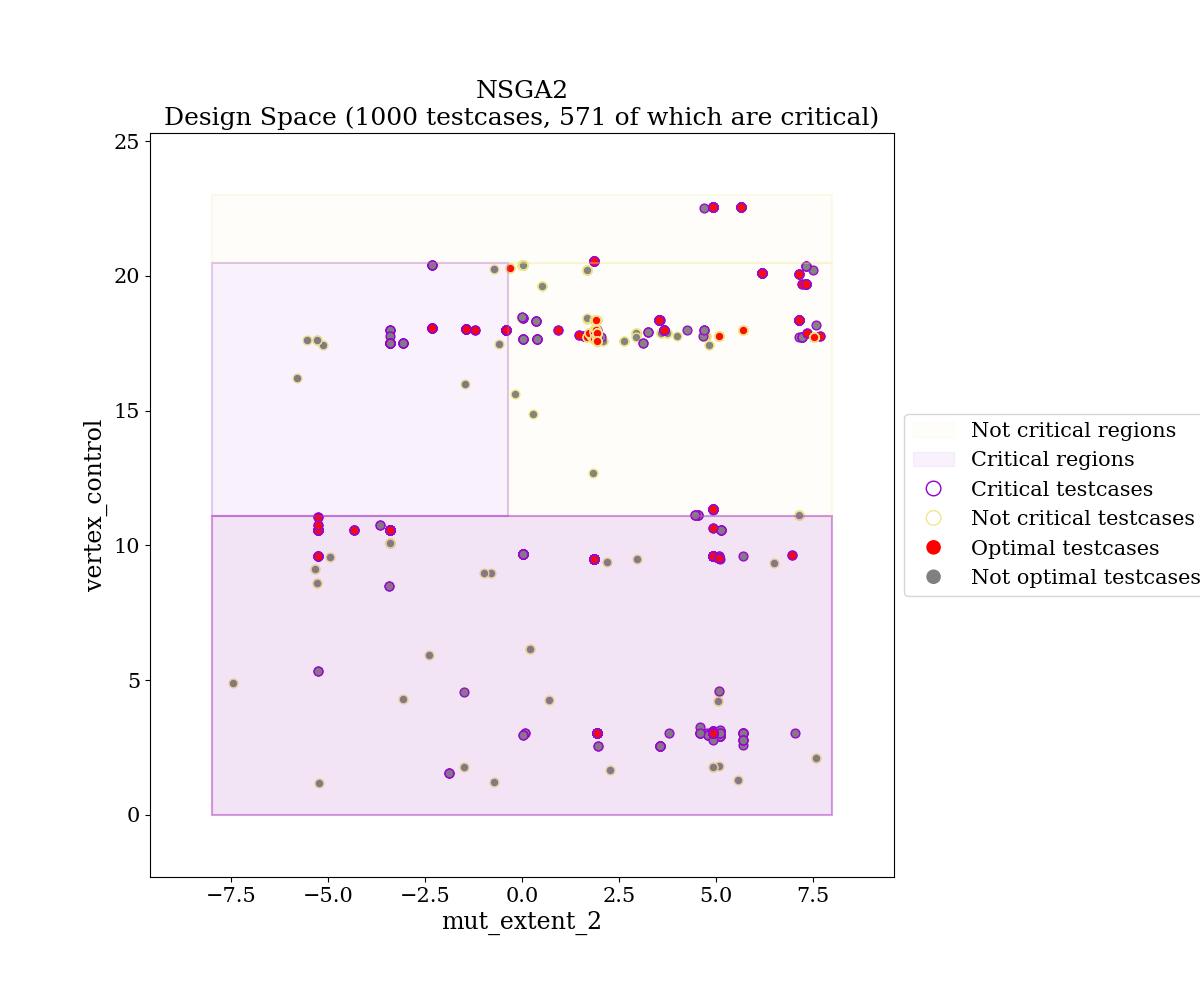 NSGA2
Design Space (1000 testcases, 571 of which are critical)
25
20
15
10
5
0
vertex_control
−7.5
−5.0
−2.5
0.0
2.5
5.0
7.5
mut_extent_2
Not critical regions
Critical regions
Critical testcases
Not critical testcases
Optimal testcases
Not optimal testcases